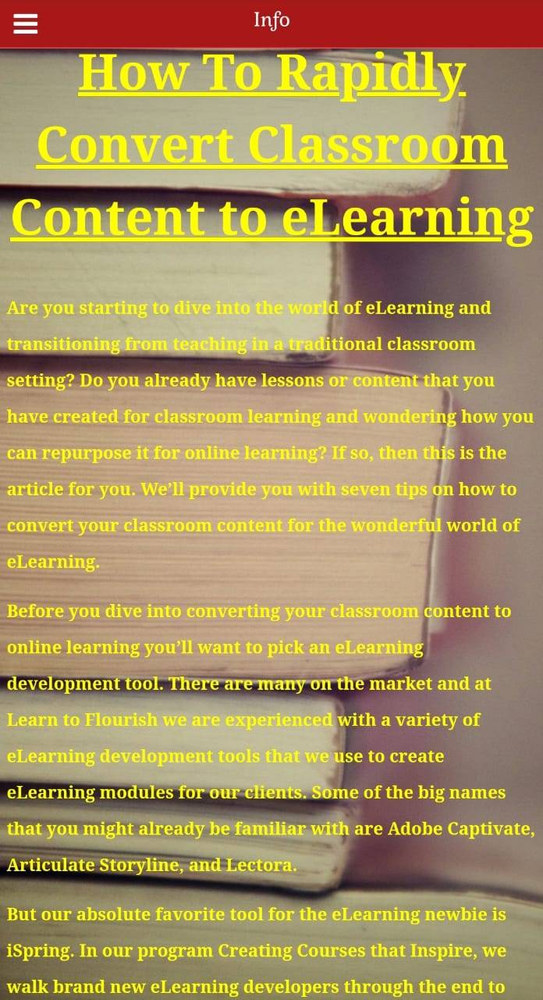 Info
How To Rapidly
Convert Classroom
Content to eLearning
Are you starting to dive into the world of eLearning and
transitioning from teaching in a traditional classroom
setting? Do you already have lessons or content that you
have created for classroom learning and wondering how you
can repurpose it for online learning? If so, then this is the
article for you. We’ll provide you with seven tips on how to
convert your classroom content for the wonderful world of
eLearning.
Before you dive into converting your classroom content to
online learning you’ll want to pick an eLearning
development tool. There are many on the market and at
Learn to Flourish we are experienced with a variety of
eLearning development tools that we use to create
eLearning modules for our clients. Some of the big names
that you might already be familiar with are Adobe Captivate,
Articulate Storyline, and Lectora.
But our absolute favorite tool for the eLearning newbie is
iSpring. In our program Creating Courses that Inspire, we
walk brand new eLearning developers through the end to